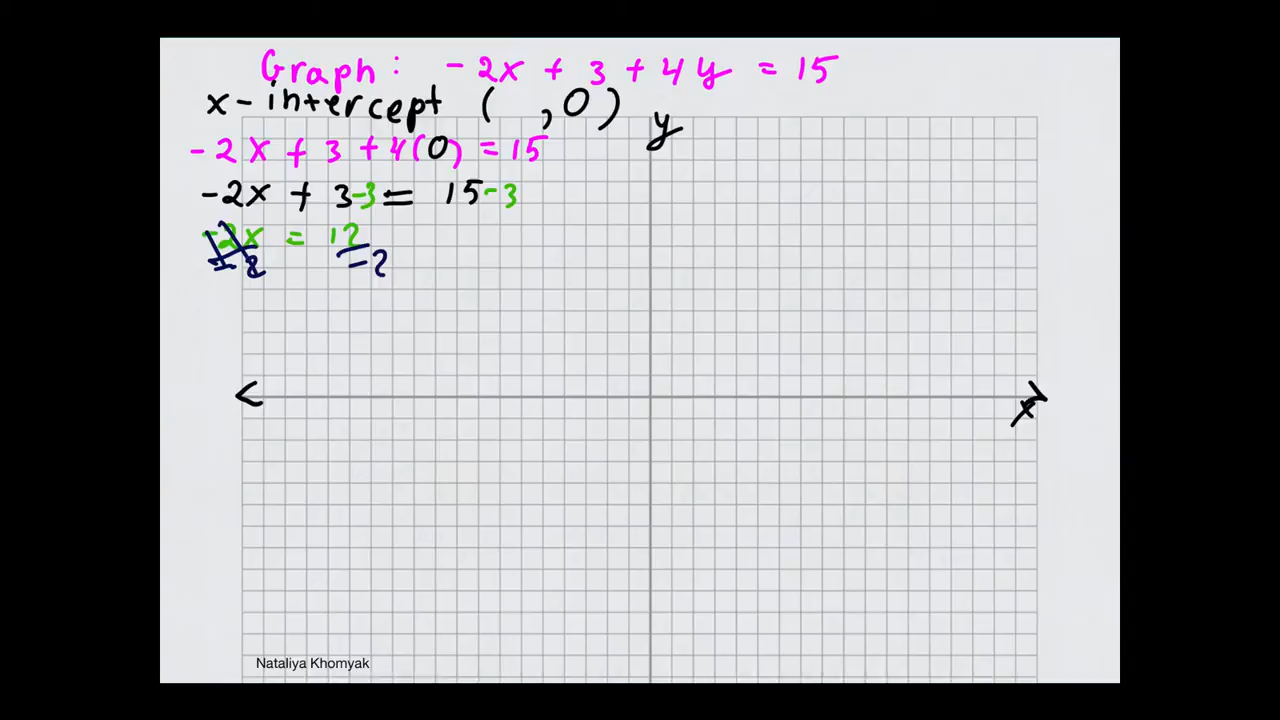 Graph: -2x + 3 + 4y = 15
x-intercept ( , 0)
y
-2x + 3 + 4(0) = 15
-2x + 3-3 = 15-3
-2x = 12
-2 -2
x
Nataliya Khomyak